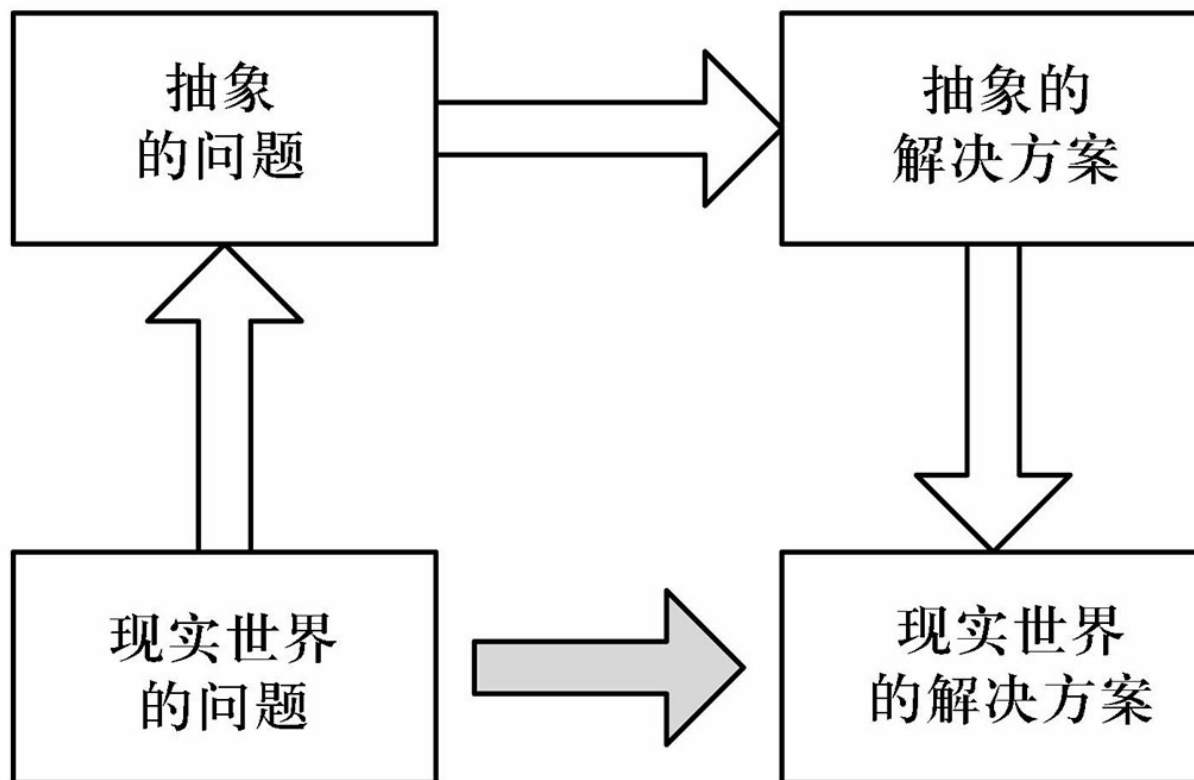 抽象
的问题
抽象的
解决方案
现实世界
的问题
现实世界
的解决方案